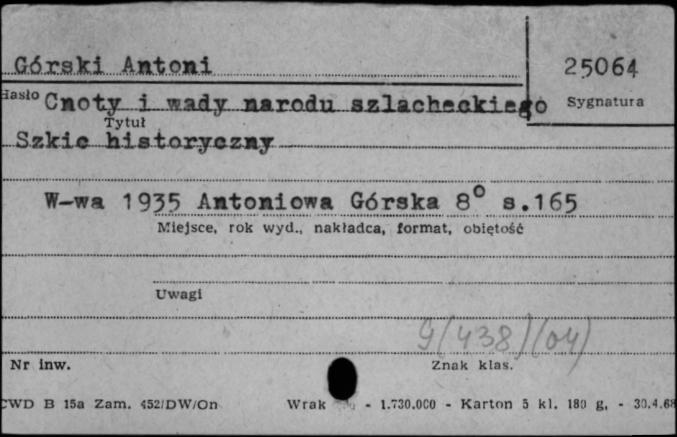 Górski Antoni
25064
Hasło Cnoty i wady narodu szlacheckiego
Sygnatura
Tytuł
Szkic historyczny
W-wa 1935 Antoniowa Górska 8° s.165
Miejsce, rok wyd., nakładca, format, objętość
Uwagi
9(438)(04)
Nr inw.
Znak klas.
CWD B 15a Zam. 452/DW/On Wrak - 1.730.000 - Karton 5 kl. 180 g, - 30.4.68